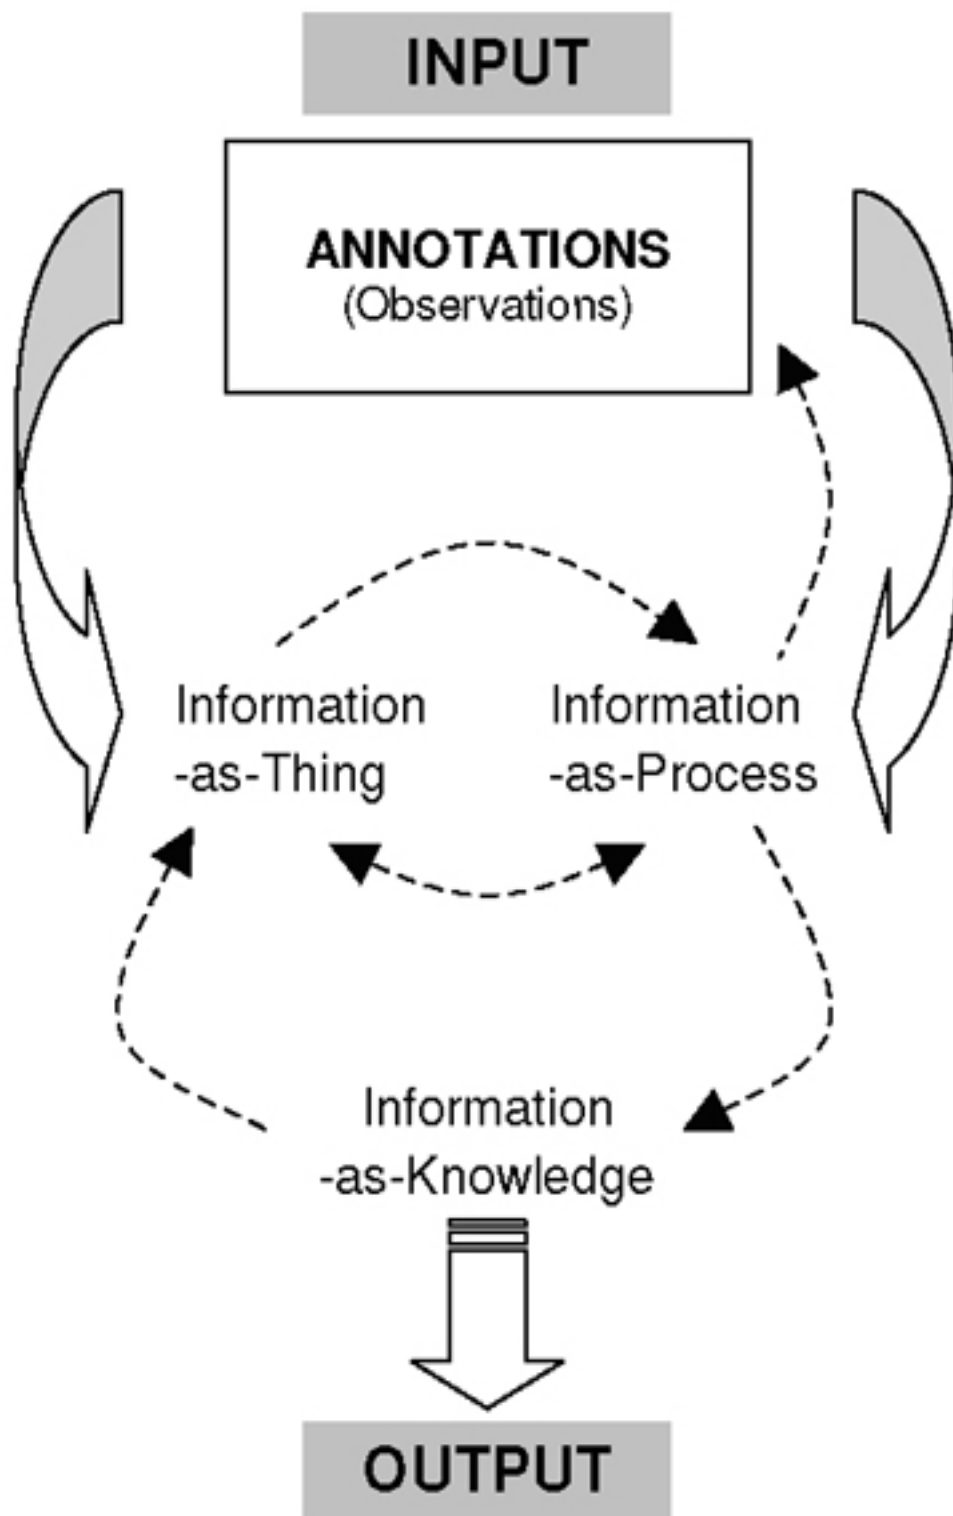 INPUT
ANNOTATIONS
(Observations)
Information
-as-Thing
Information
-as-Process
Information
-as-Knowledge
OUTPUT